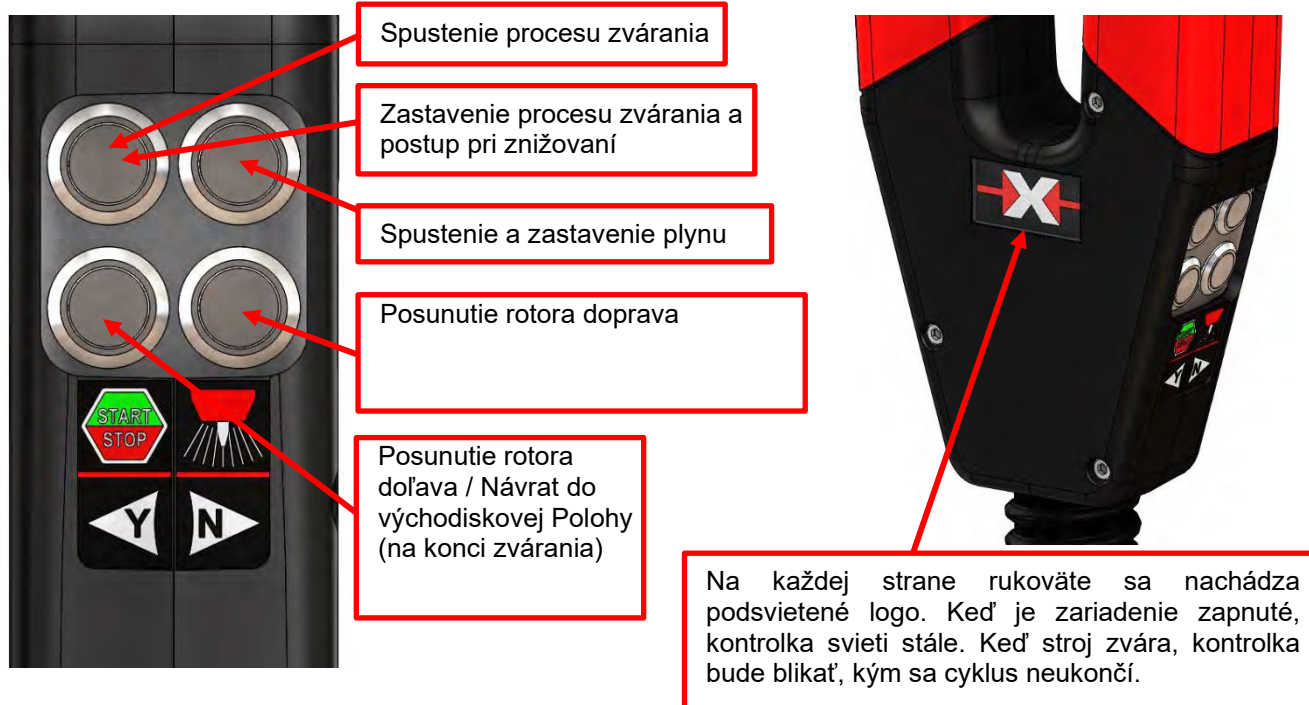 Spustenie procesu zvárania
Zastavenie procesu zvárania a
postup pri znižovaní
Spustenie a zastavenie plynu
Posunutie rotora doprava
START
STOP
Y N
Posunutie rotora
doľava / Návrat do
východiskovej Polohy
(na konci zvárania)
X
Y N
Na každej strane rukoväte sa nachádza
podsvietené logo. Keď je zariadenie zapnuté,
kontrolka svieti stále. Keď stroj zvára, kontrolka
bude blikať, kým sa cyklus neukončí.